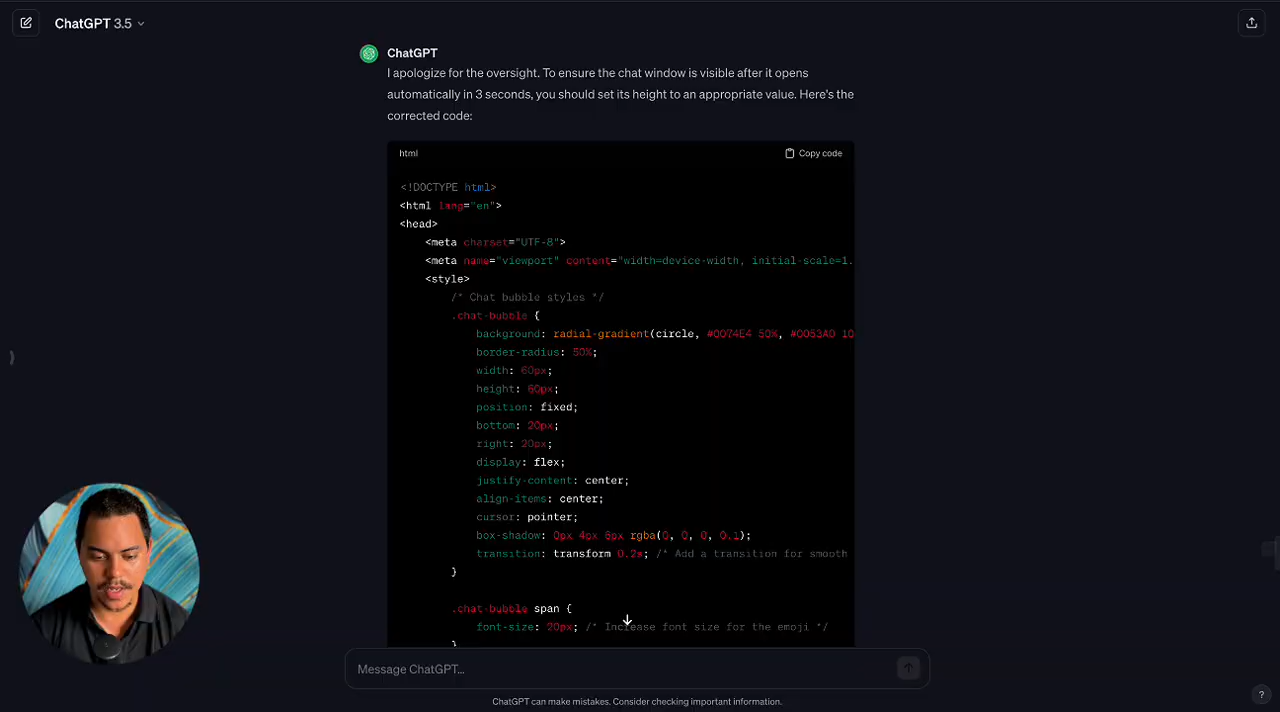 ChatGPT 3.5
ChatGPT
I apologize for the oversight. To ensure the chat window is visible after it opens
automatically in 3 seconds, you should set its height to an appropriate value. Here's the
corrected code:
html
Copy code
<!DOCTYPE html>
<html lang="en">
<head>
<meta charset="UTF-8">
<meta name="viewport" content="width=device-width, initial-scale=1.
<style>
/* Chat bubble styles */
.chat-bubble {
background: radial-gradient(circle, #0074E4 50%, #0053A0 10
border-radius: 50%;
width: 60px;
height: 60px;
position: fixed;
bottom: 20px;
right: 20px;
display: flex;
justify-content: center;
align-items: center;
cursor: pointer;
box-shadow: 0px 4px 6px rgba(0, 0, 0, 0.1);
transition: transform 0.2s; /* Add a transition for smooth
}
.chat-bubble span {
font-size: 20px; /* Increase font size for the emoji */
}
Message ChatGPT...
ChatGPT can make mistakes. Consider checking important information.
?